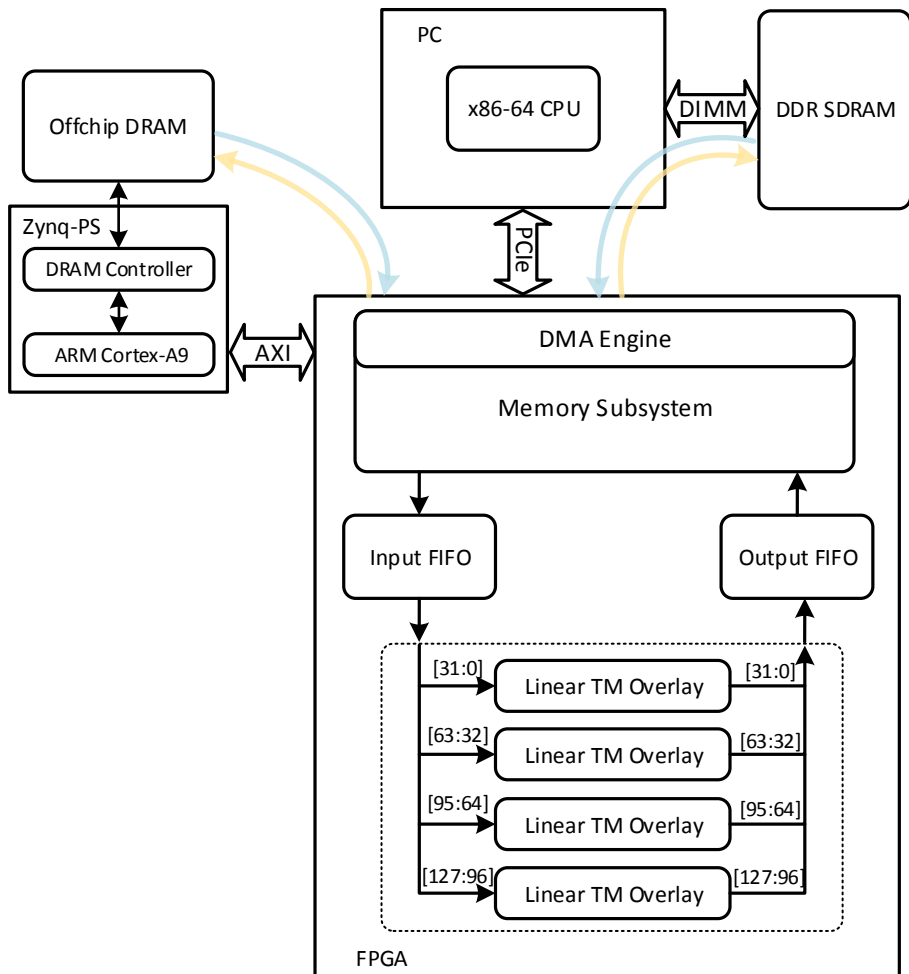 PC
x86-64 CPU
DIMM
DDR SDRAM
Offchip DRAM
Zynq-PS
DRAM Controller
ARM Cortex-A9
AXI
PCIe
DMA Engine
Memory Subsystem
Input FIFO
Output FIFO
[31:0]
Linear TM Overlay
[31:0]
[63:32]
Linear TM Overlay
[63:32]
[95:64]
Linear TM Overlay
[95:64]
[127:96]
Linear TM Overlay
[127:96]
FPGA